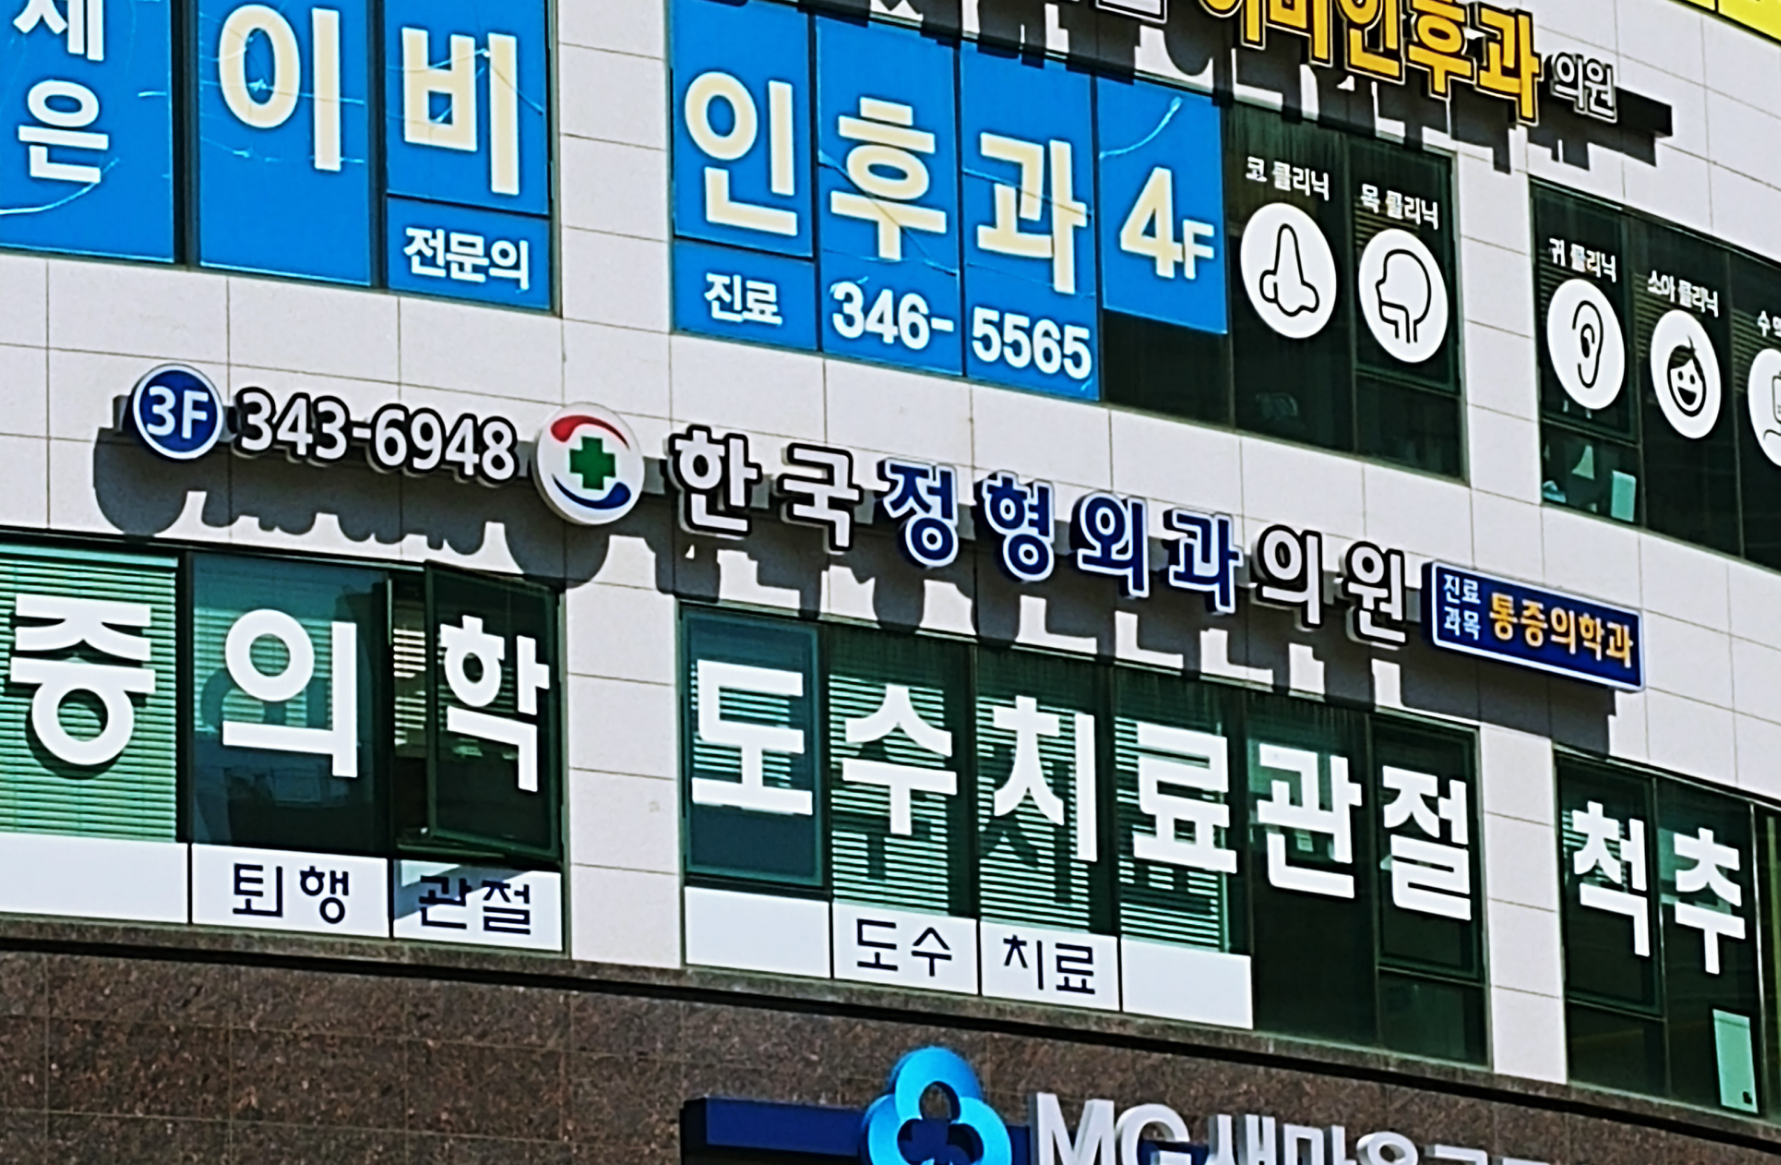 이비인후과 의원
세은 이비인후과 4F
전문의 진료 346-5565
코 클리닉
목 클리닉
귀 클리닉
소아 클리닉
3F 343-6948 한국정형외과의원 진료과목 통증의학과
증의학 도수치료관절 척추
퇴행 관절 도수 치료
MG새마을금고